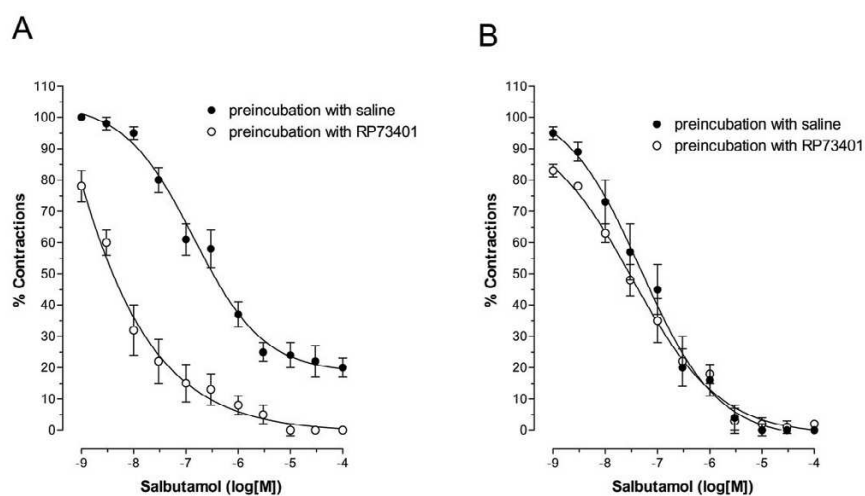 A
B
110
100
90
80
70
60
50
40
30
20
10
0
% Contractions
preincubation with saline
preincubation with RP73401
-9 -8 -7 -6 -5 -4
Salbutamol (log[M])
110
100
90
80
70
60
50
40
30
20
10
0
% Contractions
preincubation with saline
preincubation with RP73401
-9 -8 -7 -6 -5 -4
Salbutamol (log[M])